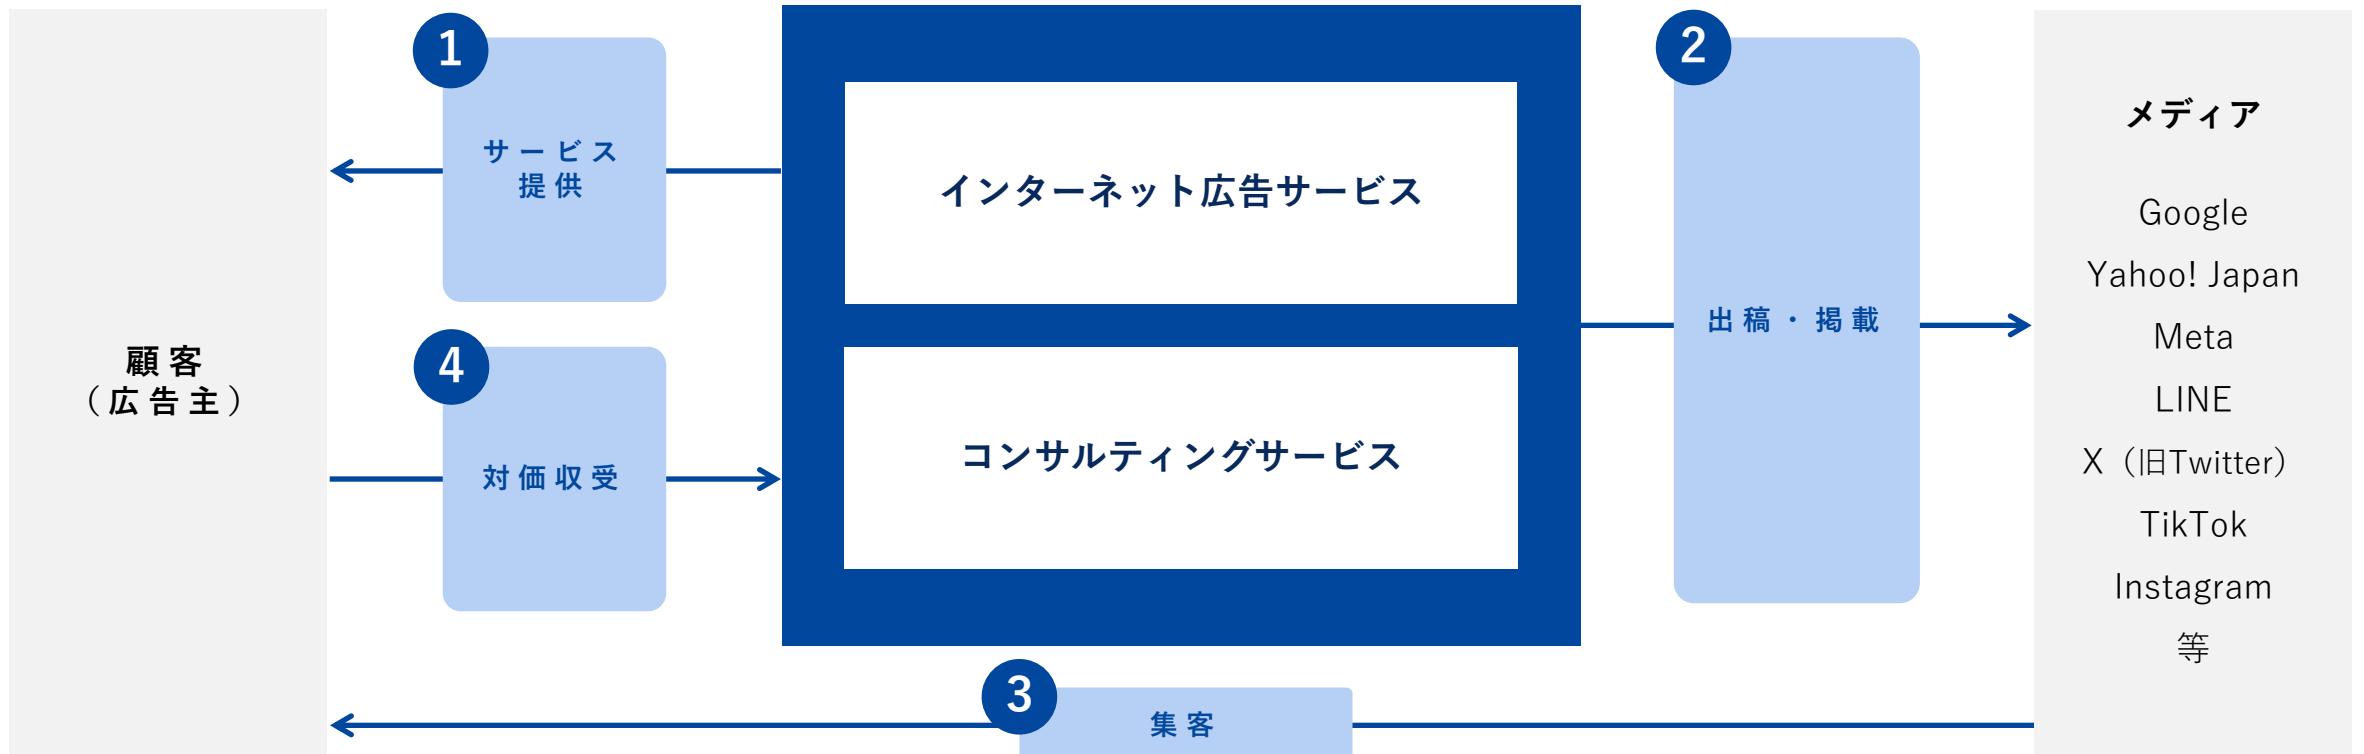 顧客
（広告主）
1
サービス
提供
4
対価収受
インターネット広告サービス
コンサルティングサービス
2
出稿・掲載
3
集客
メディア
Google
Yahoo! Japan
Meta
LINE
X（旧Twitter）
TikTok
Instagram
等